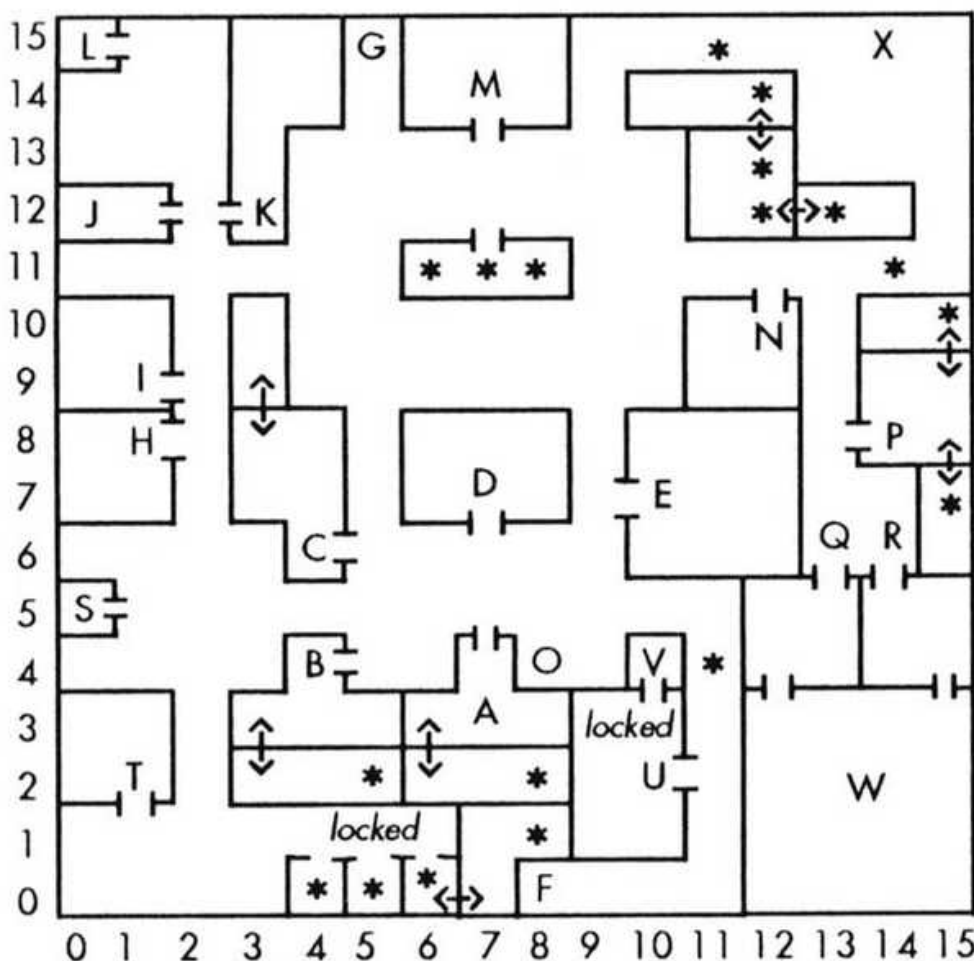 15 L G M X
14
13
12 J K
11
10 N
9 I
8 H P
7 D E
6 C Q R
5 S
4 B O V
3 A locked
2 T U W
1 locked
0 F
0 1 2 3 4 5 6 7 8 9 10 11 12 13 14 15